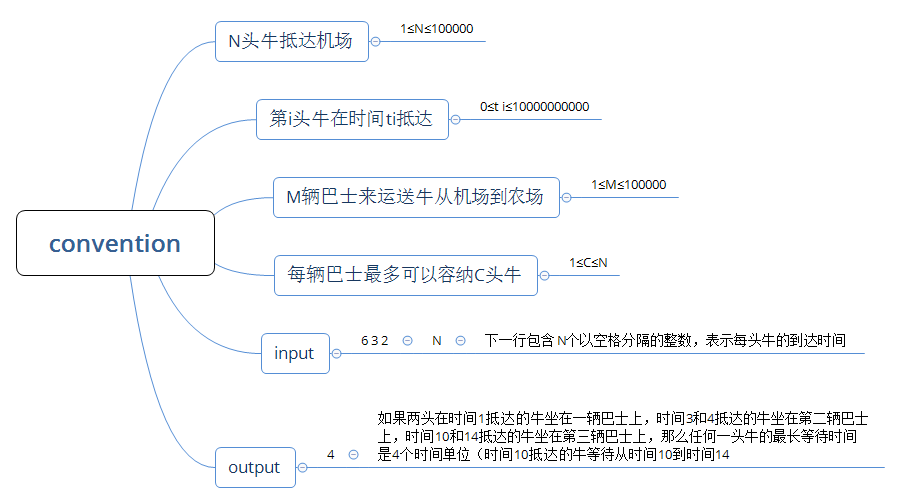 convention
N头牛抵达机场
1≤N≤100000
第i头牛在时间ti抵达
0≤t i≤10000000000
M辆巴士来运送牛从机场到农场
1≤M≤100000
每辆巴士最多可以容纳C头牛
1≤C≤N
input
6 3 2
N
下一行包含 N个以空格分隔的整数，表示每头牛的到达时间
output
4
如果两头在时间1抵达的牛坐在一辆巴士上，时间3和4抵达的牛坐在第二辆巴士
上，时间10和14抵达的牛坐在第三辆巴士上，那么任何一头牛的最长等待时间
是4个时间单位（时间10抵达的牛等待从时间10到时间14